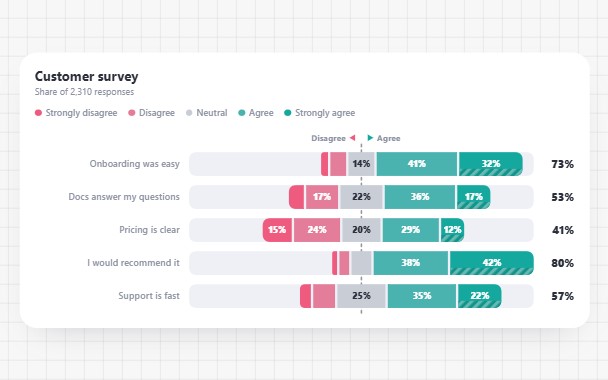 Customer survey
Share of 2,310 responses
Strongly disagree Disagree Neutral Agree Strongly agree
Disagree Agree
Onboarding was easy 14% 41% 32% 73%
Docs answer my questions 17% 22% 36% 17% 53%
Pricing is clear 15% 24% 20% 29% 12% 41%
I would recommend it 38% 42% 80%
Support is fast 25% 35% 22% 57%